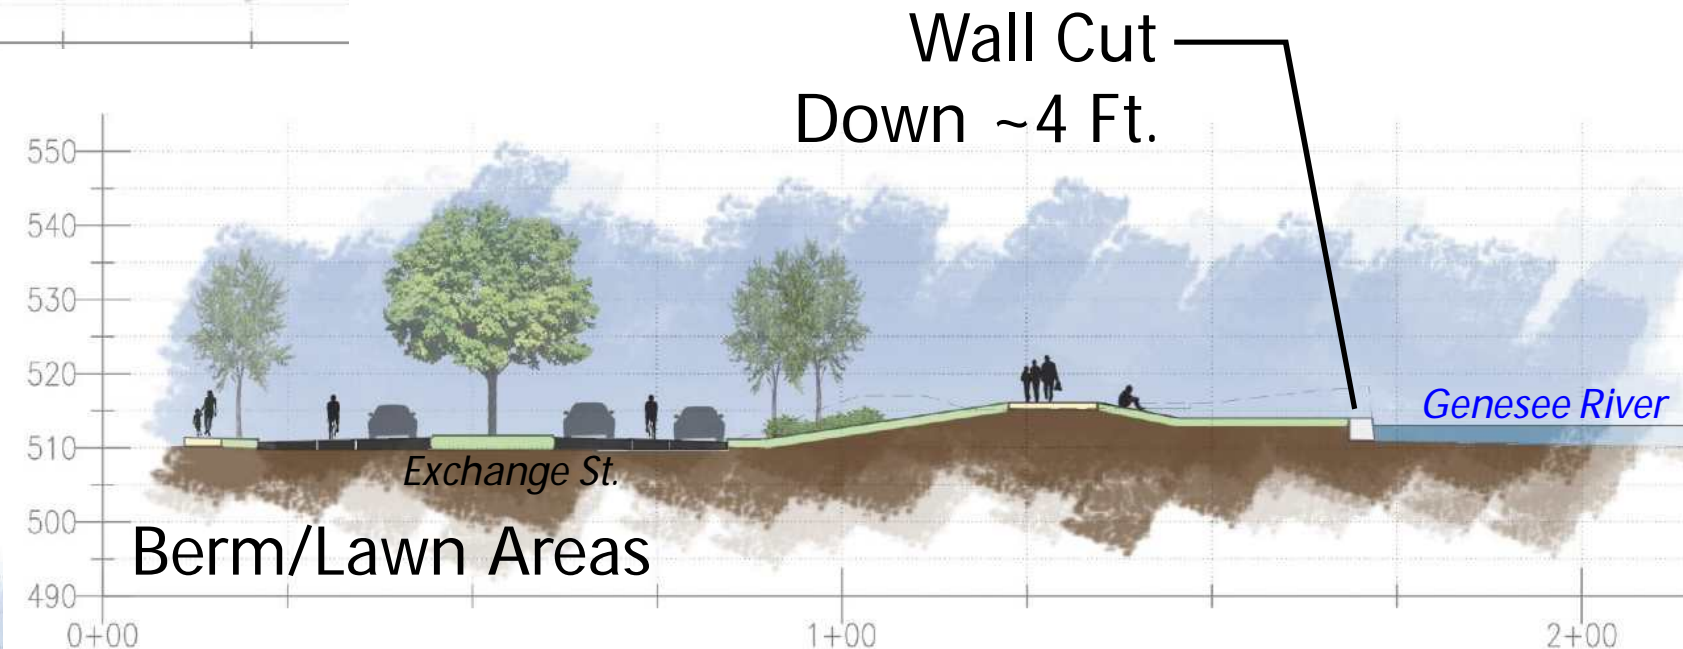 Wall Cut
Down ~4 Ft.
550
540
530
520
Genesee River
510
Exchange St.
500
Berm/Lawn Areas
490
0+00
1+00
2+00